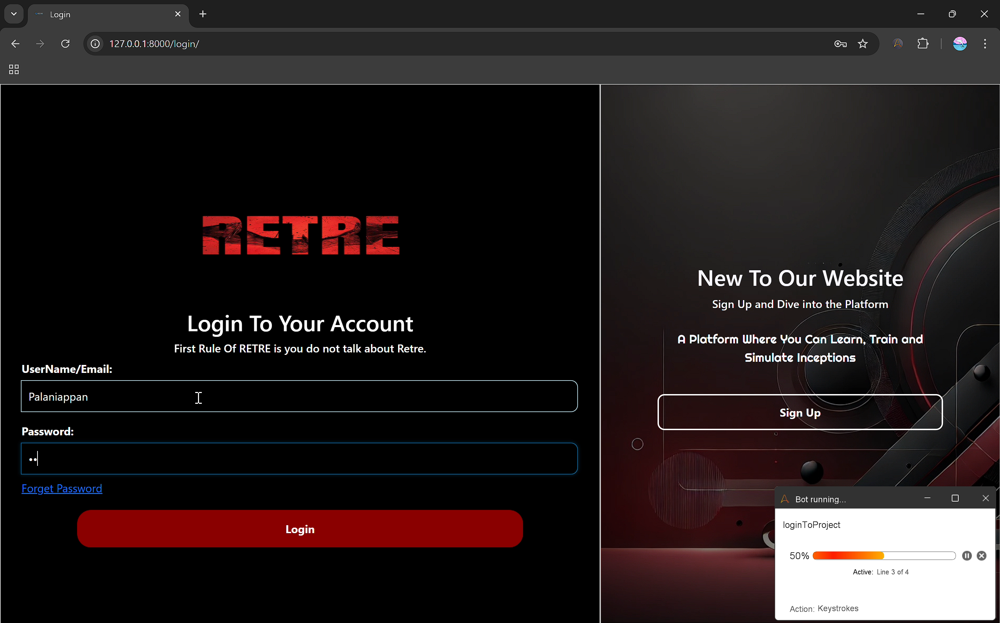 Login
127.0.0.1:8000/login/
RETRE
Login To Your Account
First Rule Of RETRE is you do not talk about Retre.
UserName/Email:
Palaniappan
Password:
••
Forget Password
Login
New To Our Website
Sign Up and Dive into the Platform
A Platform Where You Can Learn, Train and
Simulate Inceptions
Sign Up
Bot running...
loginToProject
50%
Active: Line 3 of 4
Action: Keystrokes